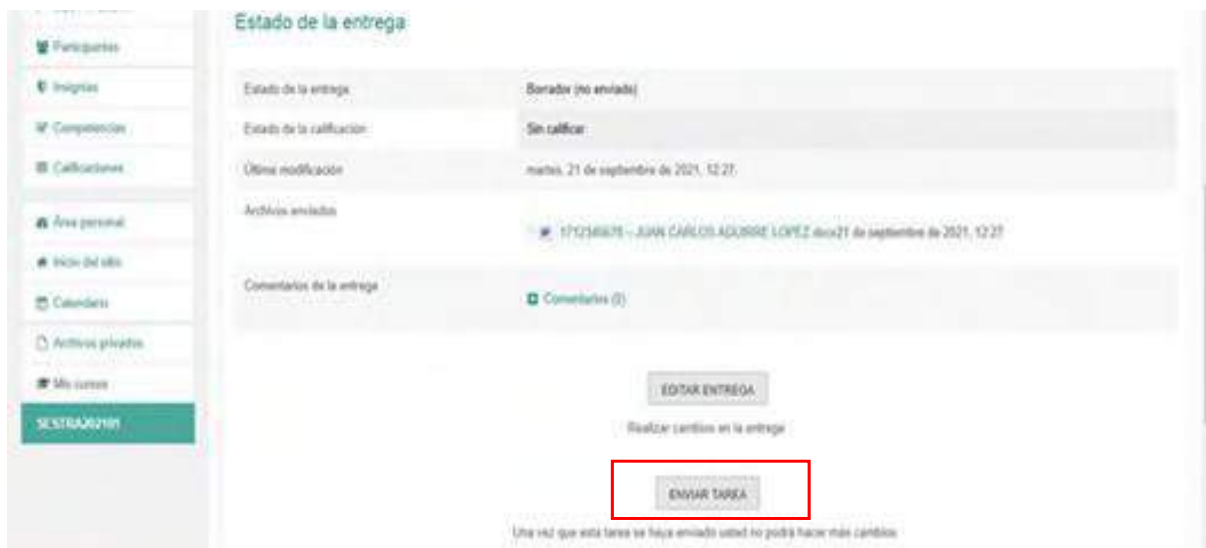 Estado de la entrega
Participantes
Insignias
Competencias
Calificaciones
Área personal
Inicio del sitio
Calendario
Archivos privados
Mis cursos
SESTRA202101
Estado de la entrega
Borrador (no enviado)
Estado de la calificación
Sin calificar
Última modificación
martes, 21 de septiembre de 2021, 12:27
Archivos enviados
JUAN CARLOS AGUIRRE LOPEZ.docx21 de septiembre de 2021, 12:27
Comentarios de la entrega
Comentarios (0)
EDITAR ENTREGA
Realizar cambios en la entrega
ENVIAR TAREA
Una vez que esta tarea se haya enviado usted no podrá hacer más cambios